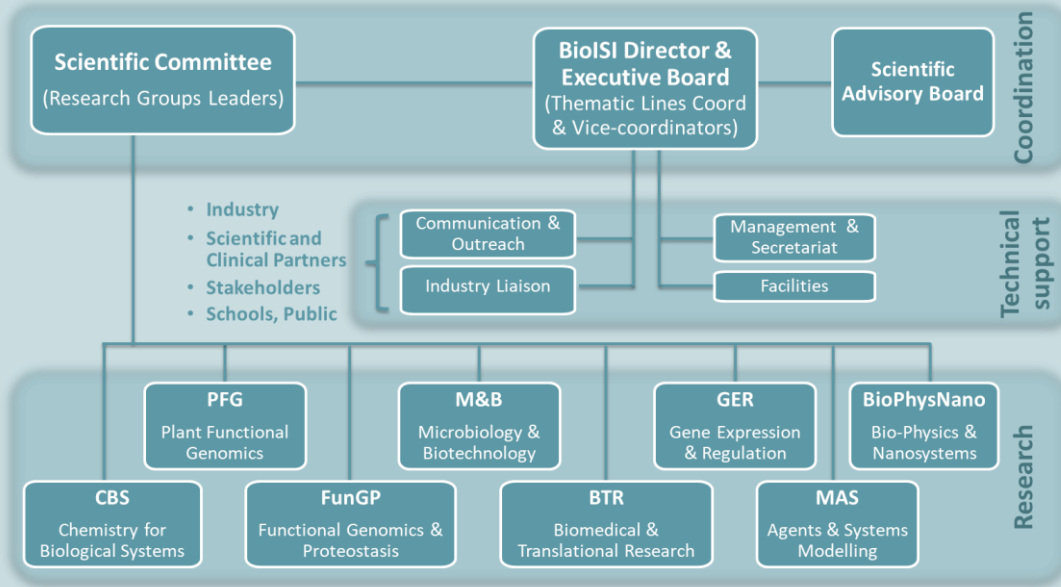 Scientific Committee
(Research Groups Leaders)
BioISI Director &
Executive Board
(Thematic Lines Coord
& Vice-coordinators)
Scientific
Advisory Board
Coordination
• Industry
• Scientific and
Clinical Partners
• Stakeholders
• Schools, Public
Communication &
Outreach
Industry Liaison
Management &
Secretariat
Facilities
Technical
support
PFG
Plant Functional
Genomics
M&B
Microbiology &
Biotechnology
GER
Gene Expression
& Regulation
BioPhysNano
Bio-Physics &
Nanosystems
CBS
Chemistry for
Biological Systems
FunGP
Functional Genomics &
Proteostasis
BTR
Biomedical &
Translational Research
MAS
Agents & Systems
Modelling
Research